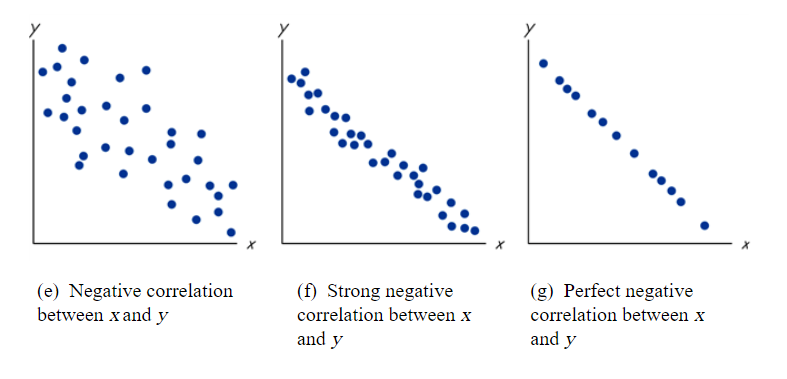 y
x
(e) Negative correlation
between x and y
y
x
(f) Strong negative
correlation between x
and y
y
x
(g) Perfect negative
correlation between x
and y